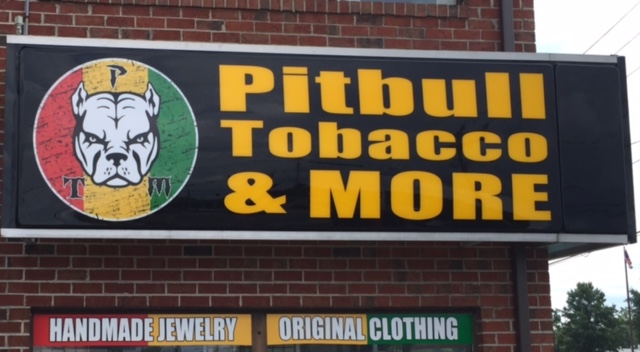 P
T M
Pitbull
Tobacco
& MORE
HANDMADE JEWELRY
ORIGINAL CLOTHING